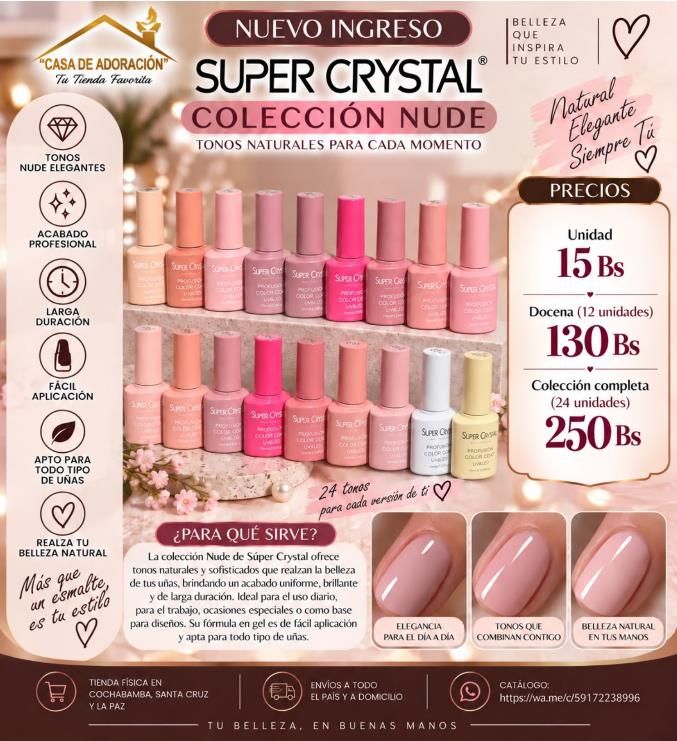 "CASA DE ADORACIÓN"
Tu Tienda Favorita
NUEVO INGRESO
SUPER CRYSTAL®
COLECCIÓN NUDE
TONOS NATURALES PARA CADA MOMENTO
BELLEZA
QUE
INSPIRA
TU ESTILO
Natural
Elegante
Siempre Tú
TONOS
NUDE ELEGANTES
ACABADO
PROFESIONAL
LARGA
DURACIÓN
FÁCIL
APLICACIÓN
APTO PARA
TODO TIPO
DE UÑAS
REALZA TU
BELLEZA NATURAL
Más que
un esmalte,
es tu estilo
PRECIOS
Unidad
15 Bs
Docena (12 unidades)
130 Bs
Colección completa
(24 unidades)
250 Bs
SUPER CRYSTAL
PROFUSION
COLOR COAT
24 tonos
para cada versión de ti
¿PARA QUÉ SIRVE?
La colección Nude de Súper Crystal ofrece
tonos naturales y sofisticados que realzan la belleza
de tus uñas, brindando un acabado uniforme, brillante
y de larga duración. Ideal para el uso diario,
para el trabajo, ocasiones especiales o como base
para diseños. Su fórmula en gel es de fácil aplicación
y apta para todo tipo de uñas.
ELEGANCIA
PARA EL DÍA A DÍA
TONOS QUE
COMBINAN CONTIGO
BELLEZA NATURAL
EN TUS MANOS
TIENDA FÍSICA EN
COCHABAMBA, SANTA CRUZ
Y LA PAZ
ENVÍOS A TODO
EL PAÍS Y A DOMICILIO
CATÁLOGO:
https://wa.me/c/59172238996
TU BELLEZA, EN BUENAS MANOS